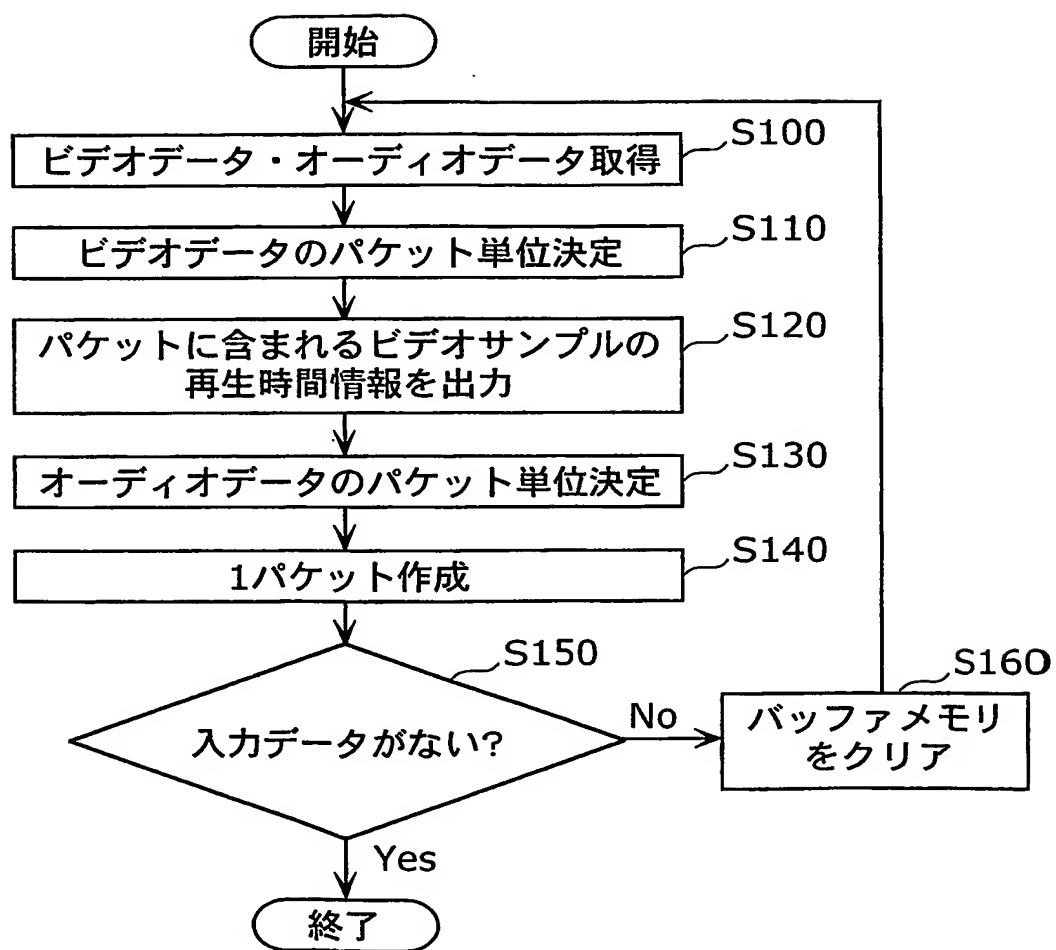 開始
ビデオデータ・オーディオデータ取得
S100
ビデオデータのパケット単位決定
S110
パケットに含まれるビデオサンプルの
再生時間情報を出力
S120
オーディオデータのパケット単位決定
S130
1パケット作成
S140
入力データがない?
S150
No
バッファメモリ
をクリア
S160
Yes
終了